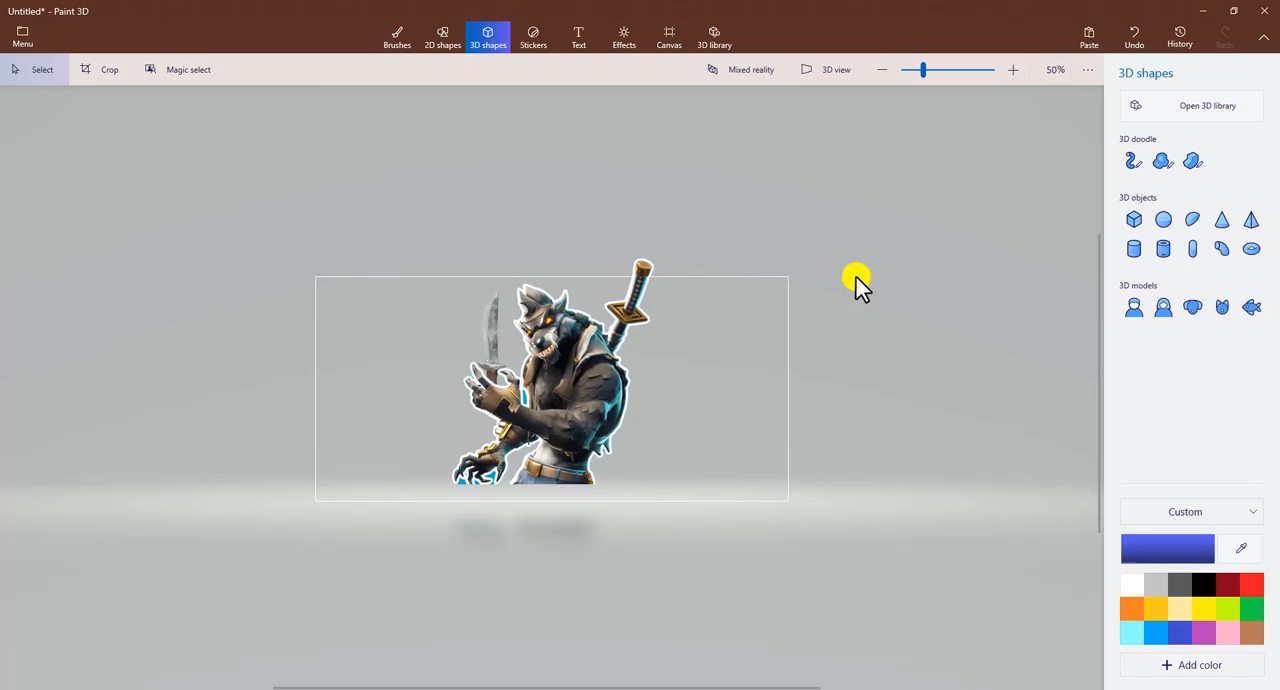 Untitled* - Paint 3D
Menu
Brushes
2D shapes
3D shapes
Stickers
Text
Effects
Canvas
3D library
Paste
Undo
History
Redo
Select
Crop
Magic select
Mixed reality
3D view
50%
3D shapes
Open 3D library
3D doodle
3D objects
3D models
Custom
Add color